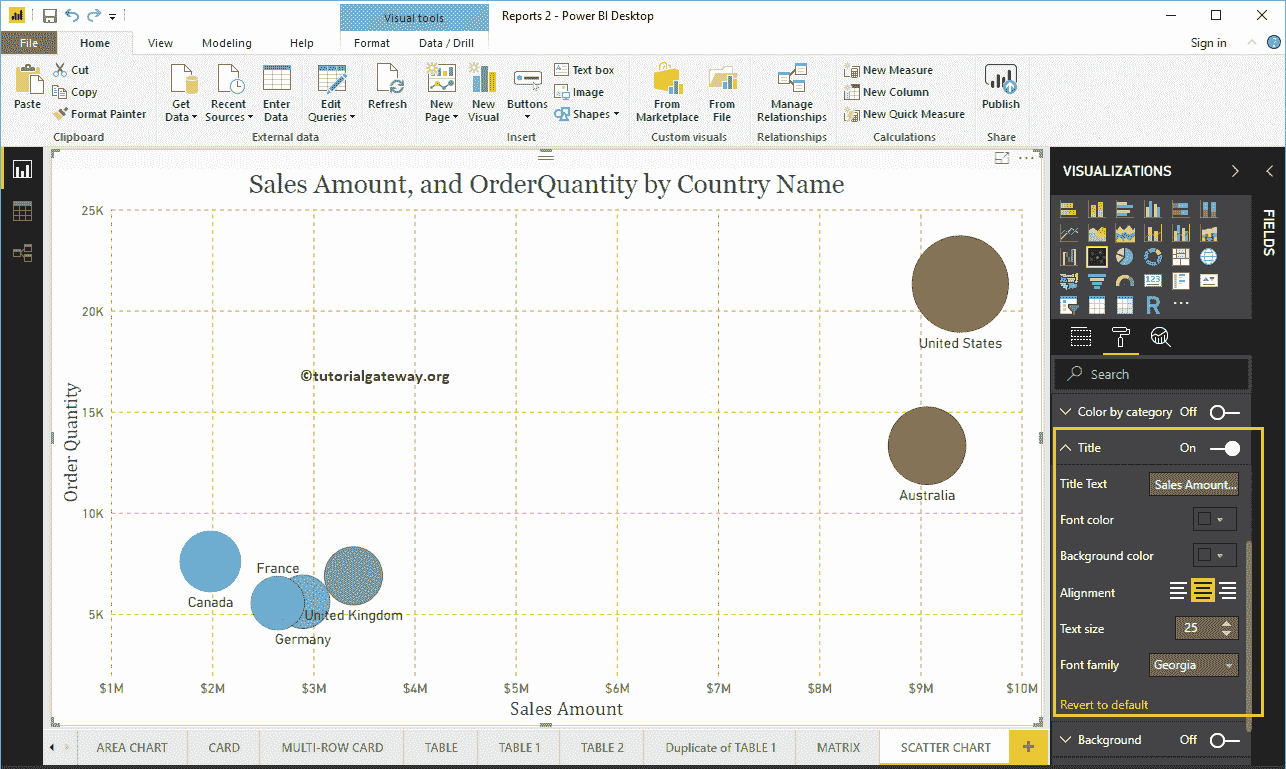 Visual tools
Reports 2 - Power BI Desktop
File
Home
View
Modeling
Help
Format
Data / Drill
Sign in
?
Paste
Cut
Copy
Format Painter
Clipboard
Get Data
Recent Sources
Enter Data
Edit Queries
External data
Refresh
New Page
New Visual
Buttons
Text box
Image
Shapes
Insert
From Marketplace
From File
Custom visuals
Manage Relationships
Relationships
New Measure
New Column
New Quick Measure
Calculations
Publish
Share
Sales Amount, and OrderQuantity by Country Name
25K
20K
15K
10K
5K
Order Quantity
©tutorialgateway.org
United States
Australia
Canada
France
United Kingdom
Germany
$1M
$2M
$3M
$4M
$5M
$6M
$7M
$8M
$9M
$10M
Sales Amount
VISUALIZATIONS
FIELDS
123
R
Search
Color by category Off
Title On
Title Text Sales Amount...
Font color
Background color
Alignment
Text size 25
Font family Georgia
Revert to default
Background Off
AREA CHART
CARD
MULTI-ROW CARD
TABLE
TABLE 1
TABLE 2
Duplicate of TABLE 1
MATRIX
SCATTER CHART
+